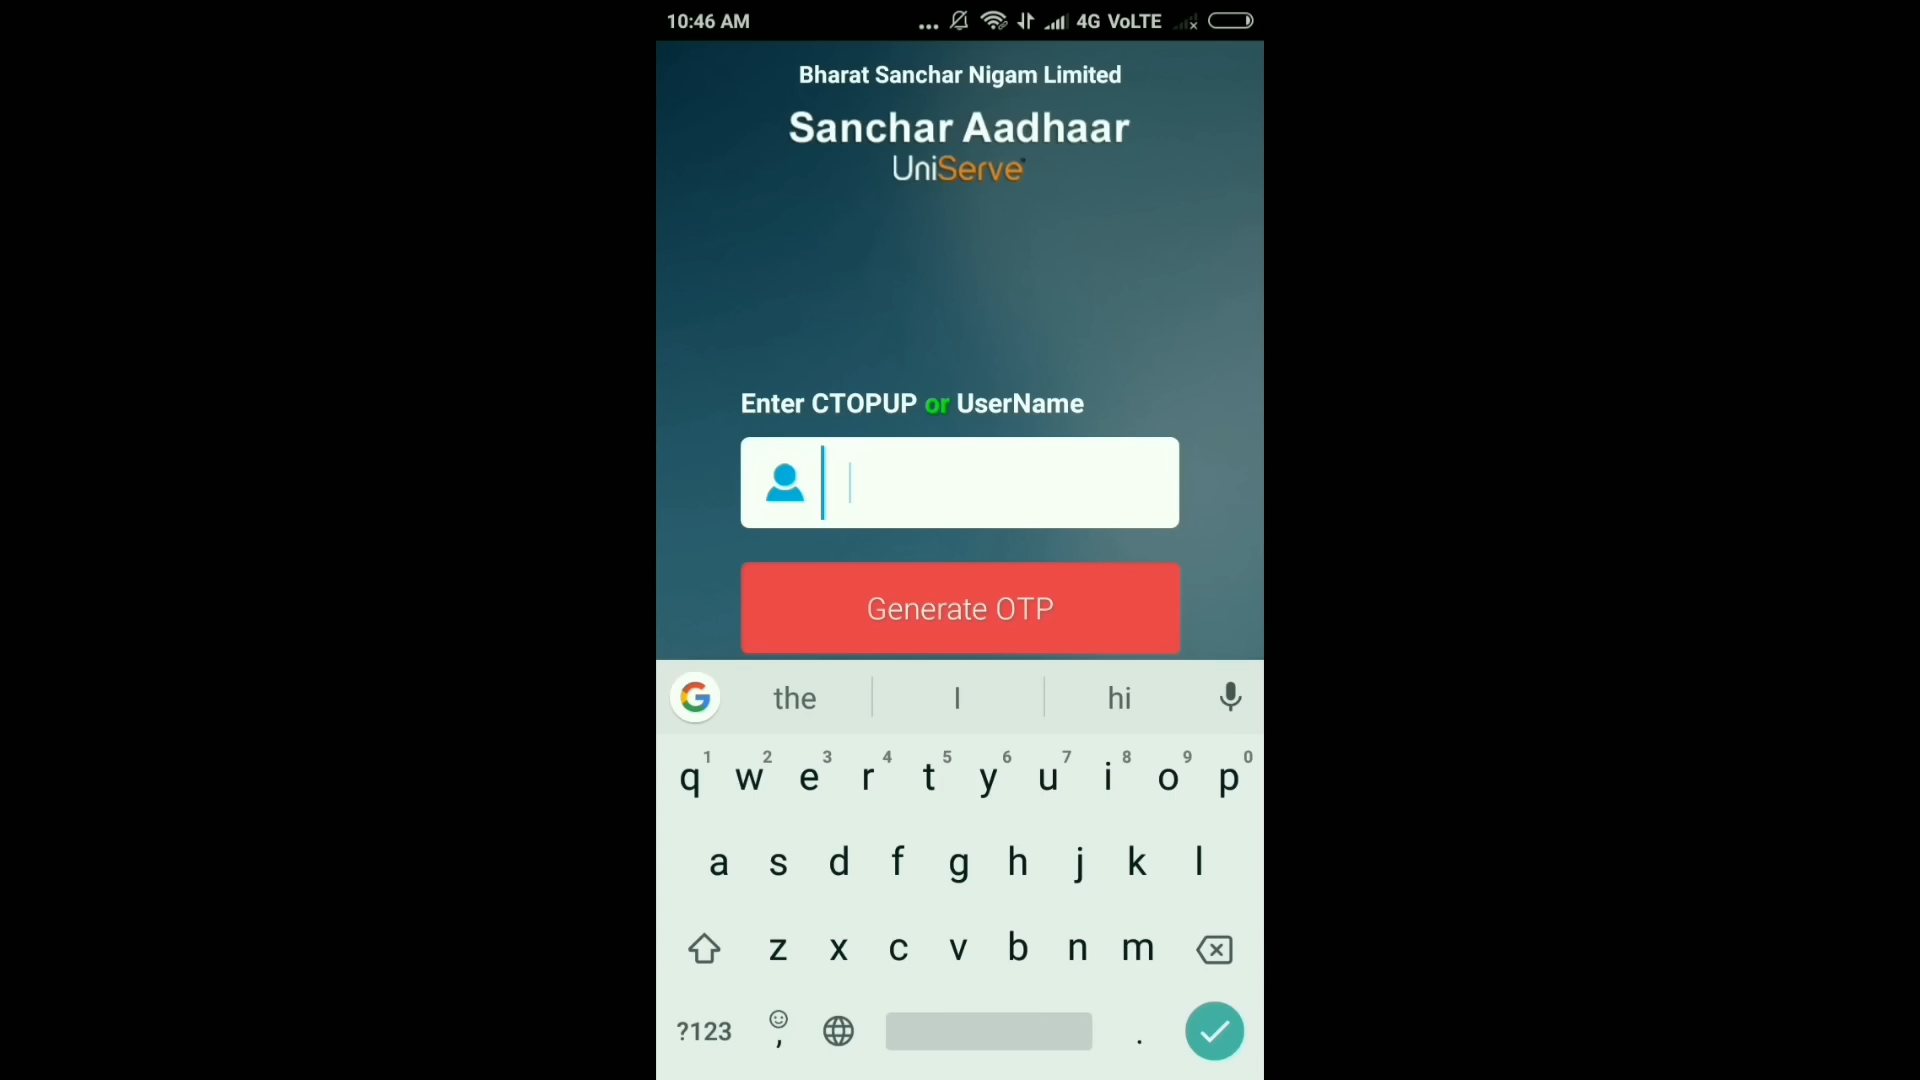 10:46 AM ... 4G VoLTE
Bharat Sanchar Nigam Limited
Sanchar Aadhaar
UniServe
Enter CTOPUP or UserName
Generate OTP
the I hi
1 2 3 4 5 6 7 8 9 0
q w e r t y u i o p
a s d f g h j k l
z x c v b n m
?123 , .